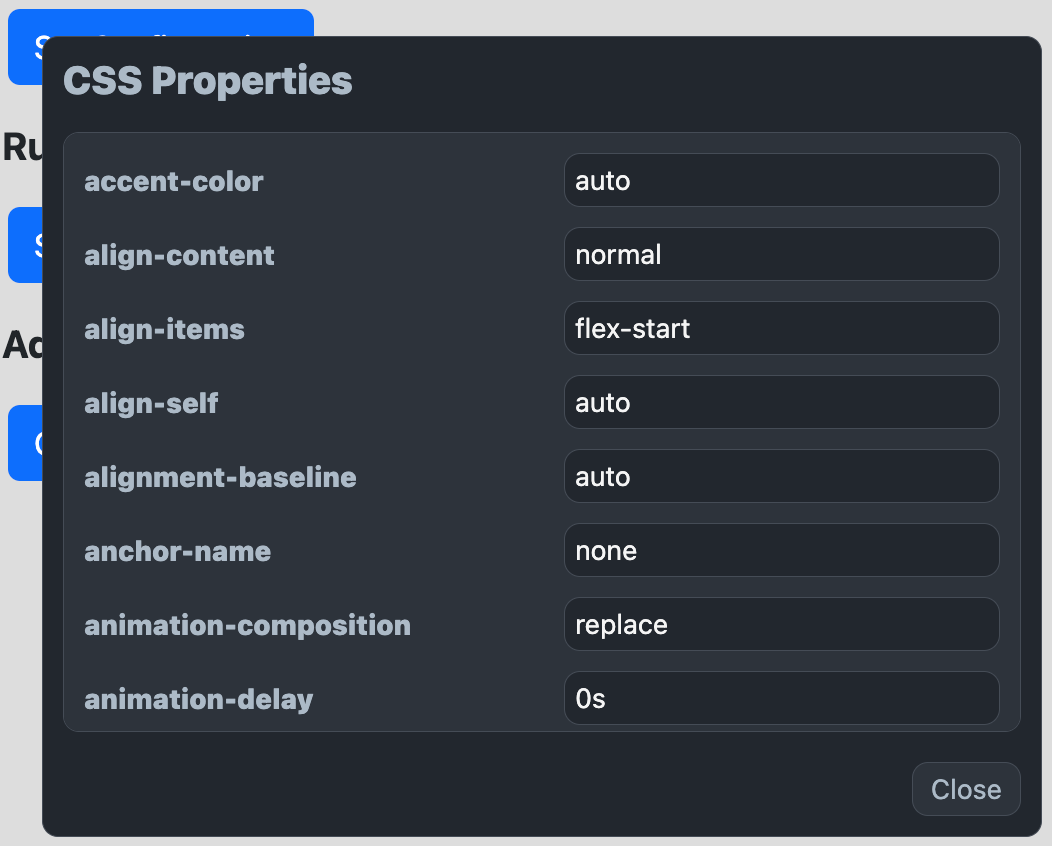 CSS Properties
accent-color auto
align-content normal
align-items flex-start
align-self auto
alignment-baseline auto
anchor-name none
animation-composition replace
animation-delay 0s
Close